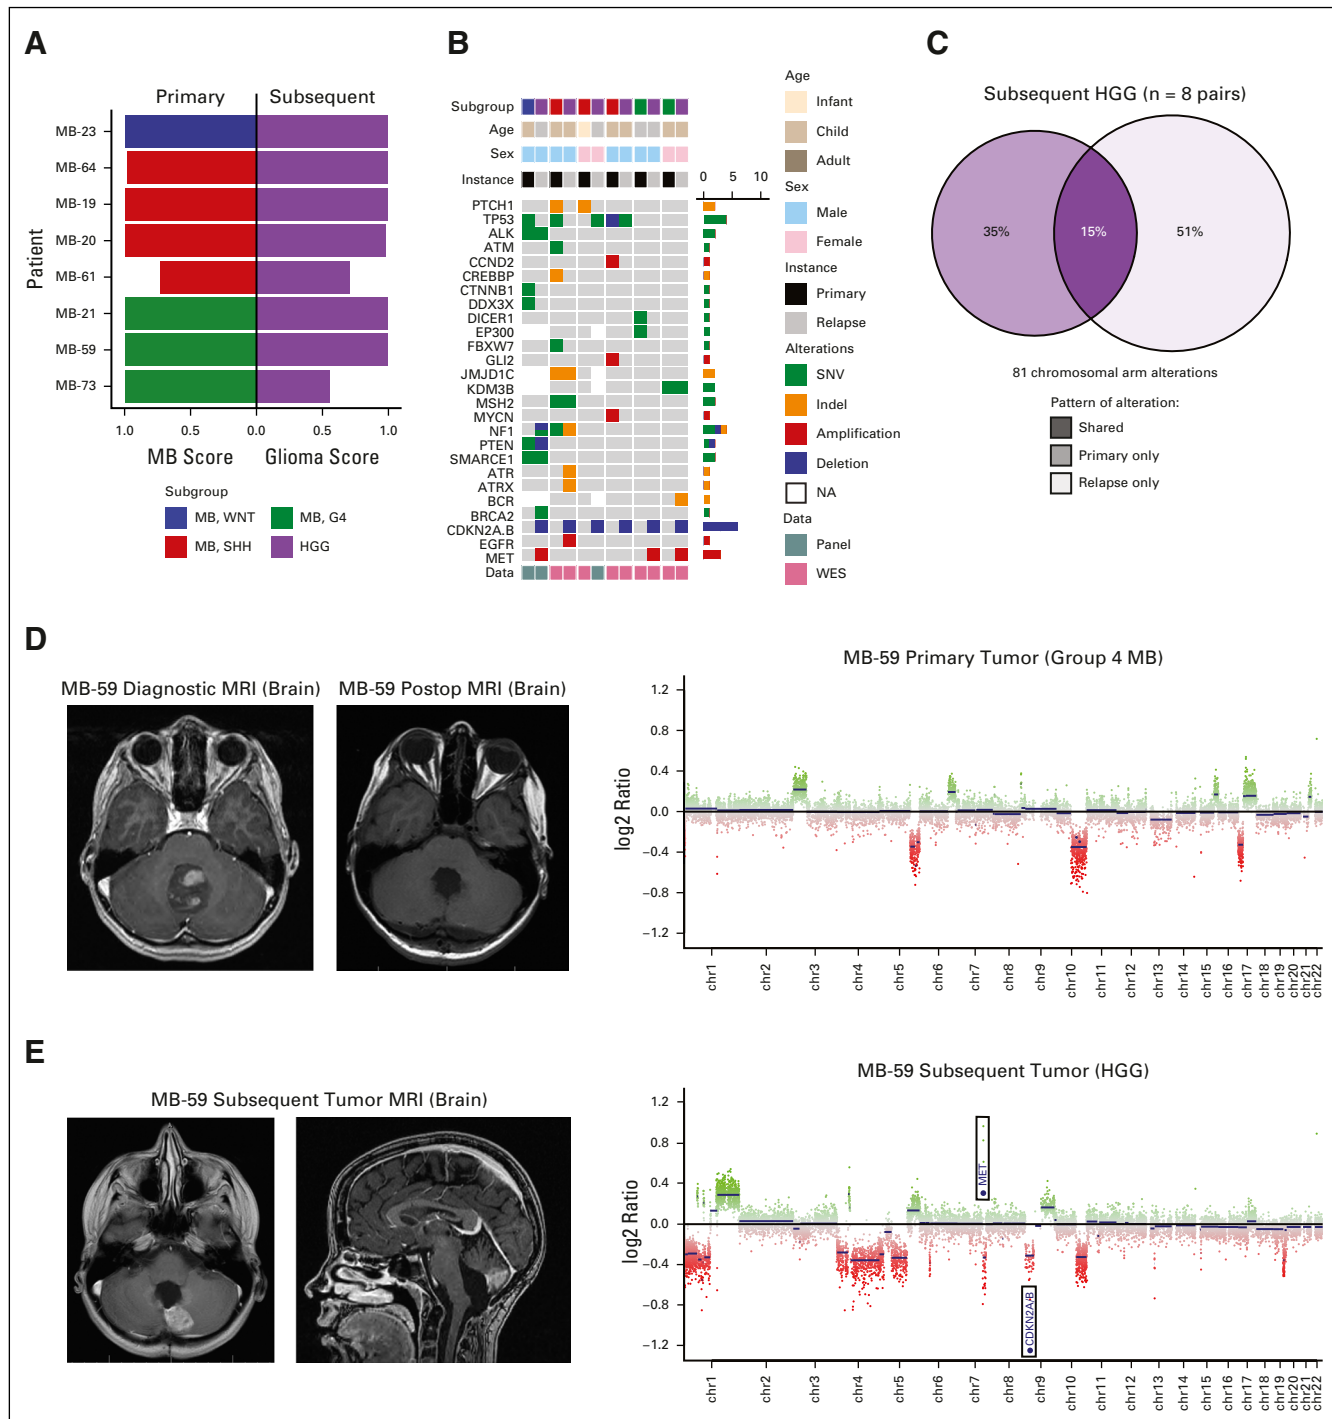 A
Primary Subsequent
Patient
MB-23
MB-64
MB-19
MB-20
MB-61
MB-21
MB-59
MB-73
1.0 0.5 0.0 0.5 1.0
MB Score Glioma Score
Subgroup
MB, WNT MB, G4
MB, SHH HGG
B
Subgroup
Age
Sex
Instance
0 5 10
PTCH1
TP53
ALK
ATM
CCND2
CREBBP
CTNNB1
DDX3X
DICER1
EP300
FBXW7
GLI2
JMJD1C
KDM3B
MSH2
MYCN
NF1
PTEN
SMARCE1
ATR
ATRX
BCR
BRCA2
CDKN2A.B
EGFR
MET
Data
Age
Infant
Child
Adult
Sex
Male
Female
Instance
Primary
Relapse
Alterations
SNV
Indel
Amplification
Deletion
NA
Data
Panel
WES
C
Subsequent HGG (n = 8 pairs)
35% 15% 51%
81 chromosomal arm alterations
Pattern of alteration:
Shared
Primary only
Relapse only
D
MB-59 Diagnostic MRI (Brain) MB-59 Postop MRI (Brain)
MB-59 Primary Tumor (Group 4 MB)
log2 Ratio
1.2
0.8
0.4
0.0
−0.4
−0.8
−1.2
chr1 chr2 chr3 chr4 chr5 chr6 chr7 chr8 chr9 chr10 chr11 chr12 chr13 chr14 chr15 chr16 chr17 chr18 chr19 chr20 chr21 chr22
E
MB-59 Subsequent Tumor MRI (Brain)
MB-59 Subsequent Tumor (HGG)
log2 Ratio
1.2
0.8
0.4
0.0
−0.4
−0.8
−1.2
MET
CDKN2A/B
chr1 chr2 chr3 chr4 chr5 chr6 chr7 chr8 chr9 chr10 chr11 chr12 chr13 chr14 chr15 chr16 chr17 chr18 chr19 chr20 chr21 chr22